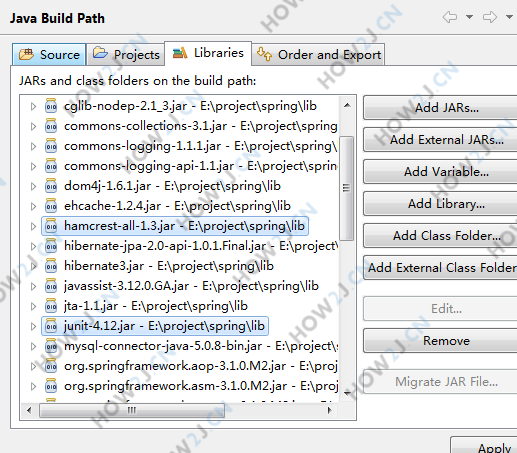 Java Build Path
Source
Projects
Libraries
Order and Export
JARs and class folders on the build path:
cglib-nodep-2.1_3.jar - E:\project\spring\lib
commons-collections-3.1.jar - E:\project\spring
commons-logging-1.1.1.jar - E:\project\spring\
commons-logging-api-1.1.jar - E:\project\spring
dom4j-1.6.1.jar - E:\project\spring\lib
ehcache-1.2.4.jar - E:\project\spring\lib
hamcrest-all-1.3.jar - E:\project\spring\lib
hibernate-jpa-2.0-api-1.0.1.Final.jar - E:\proje
hibernate3.jar - E:\project\spring\lib
javassist-3.12.0.GA.jar - E:\project\spring\lib
jta-1.1.jar - E:\project\spring\lib
junit-4.12.jar - E:\project\spring\lib
mysql-connector-java-5.0.8-bin.jar - E:\project
org.springframework.aop-3.1.0.M2.jar - E:\proj
org.springframework.asm-3.1.0.M2.jar - E:\proj
Add JARs...
Add External JARs...
Add Variable...
Add Library...
Add Class Folder...
Add External Class Folder
Edit...
Remove
Migrate JAR File...
Apply
HOW2J.CN